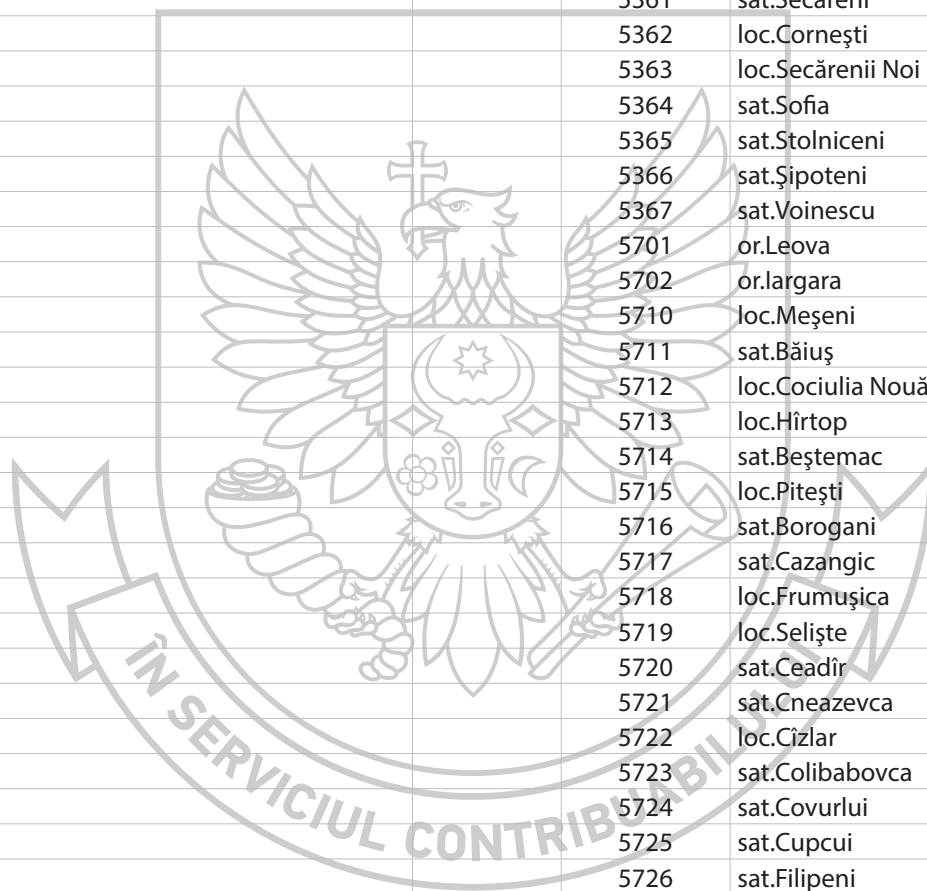 5361 sat.Secăreni
5362 loc.Corneşti
5363 loc.Secărenii Noi
5364 sat.Sofia
5365 sat.Stolniceni
5366 sat.Şipoteni
5367 sat.Voinescu
5701 or.Leova
5702 or.Iargara
5710 loc.Meşeni
5711 sat.Băiuş
5712 loc.Cociulia Nouă
5713 loc.Hîrtop
5714 sat.Beştemac
5715 loc.Piteşti
5716 sat.Borogani
5717 sat.Cazangic
5718 loc.Frumuşica
5719 loc.Selişte
5720 sat.Ceadîr
5721 sat.Cneazevca
5722 loc.Cîzlar
5723 sat.Colibabovca
5724 sat.Covurlui
5725 sat.Cupcui
5726 sat.Filipeni
ÎN SERVICIUL CONTRIBUABILULUI